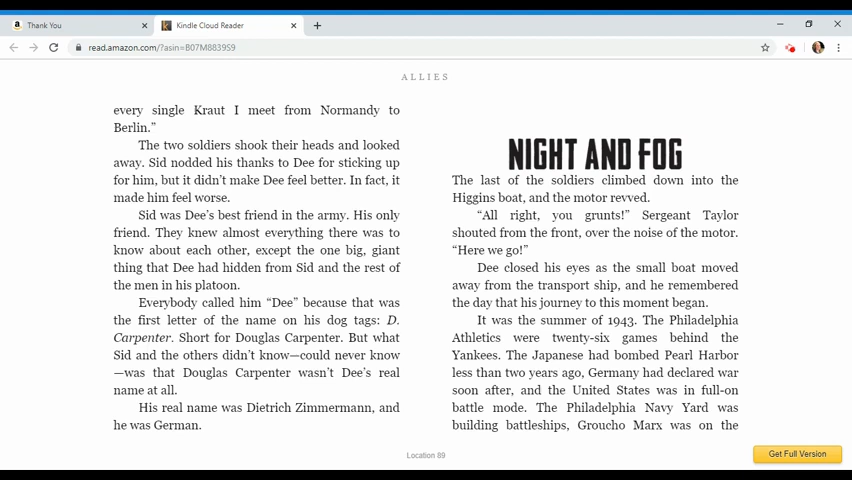 Thank You
Kindle Cloud Reader
read.amazon.com/?asin=B07M8839S9
ALLIES
every single Kraut I meet from Normandy to
Berlin.”
The two soldiers shook their heads and looked
away. Sid nodded his thanks to Dee for sticking up
for him, but it didn’t make Dee feel better. In fact, it
made him feel worse.
Sid was Dee’s best friend in the army. His only
friend. They knew almost everything there was to
know about each other, except the one big, giant
thing that Dee had hidden from Sid and the rest of
the men in his platoon.
Everybody called him “Dee” because that was
the first letter of the name on his dog tags: D.
Carpenter. Short for Douglas Carpenter. But what
Sid and the others didn’t know—could never know
—was that Douglas Carpenter wasn’t Dee’s real
name at all.
His real name was Dietrich Zimmermann, and
he was German.
NIGHT AND FOG
The last of the soldiers climbed down into the
Higgins boat, and the motor revved.
“All right, you grunts!” Sergeant Taylor
shouted from the front, over the noise of the motor.
“Here we go!”
Dee closed his eyes as the small boat moved
away from the transport ship, and he remembered
the day that his journey to this moment began.
It was the summer of 1943. The Philadelphia
Athletics were twenty-six games behind the
Yankees. The Japanese had bombed Pearl Harbor
less than two years ago, Germany had declared war
soon after, and the United States was in full-on
battle mode. The Philadelphia Navy Yard was
building battleships, Groucho Marx was on the
Location 89
Get Full Version